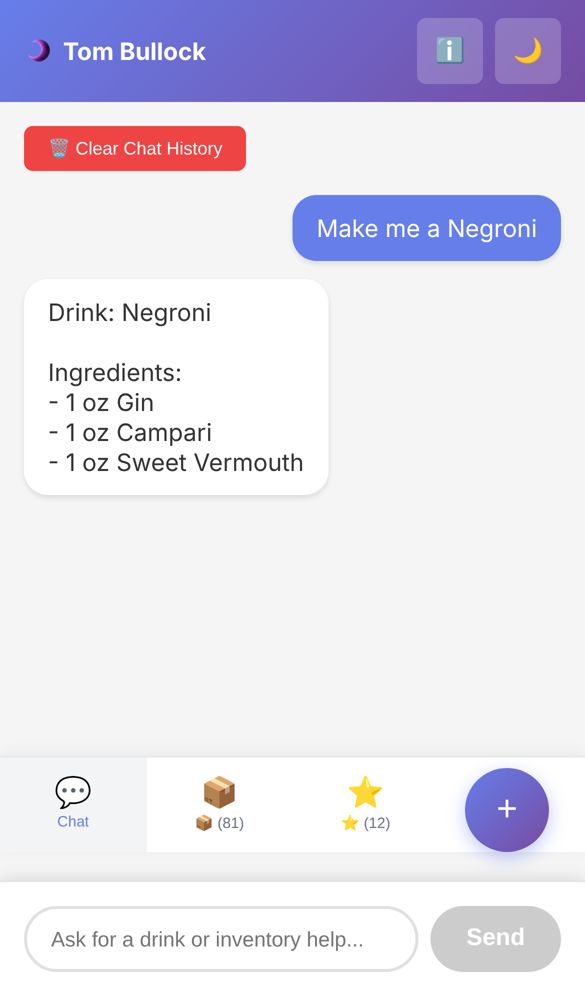 Tom Bullock
Clear Chat History
Make me a Negroni
Drink: Negroni
Ingredients:
- 1 oz Gin
- 1 oz Campari
- 1 oz Sweet Vermouth
Chat
(81)
(12)
+
Ask for a drink or inventory help...
Send